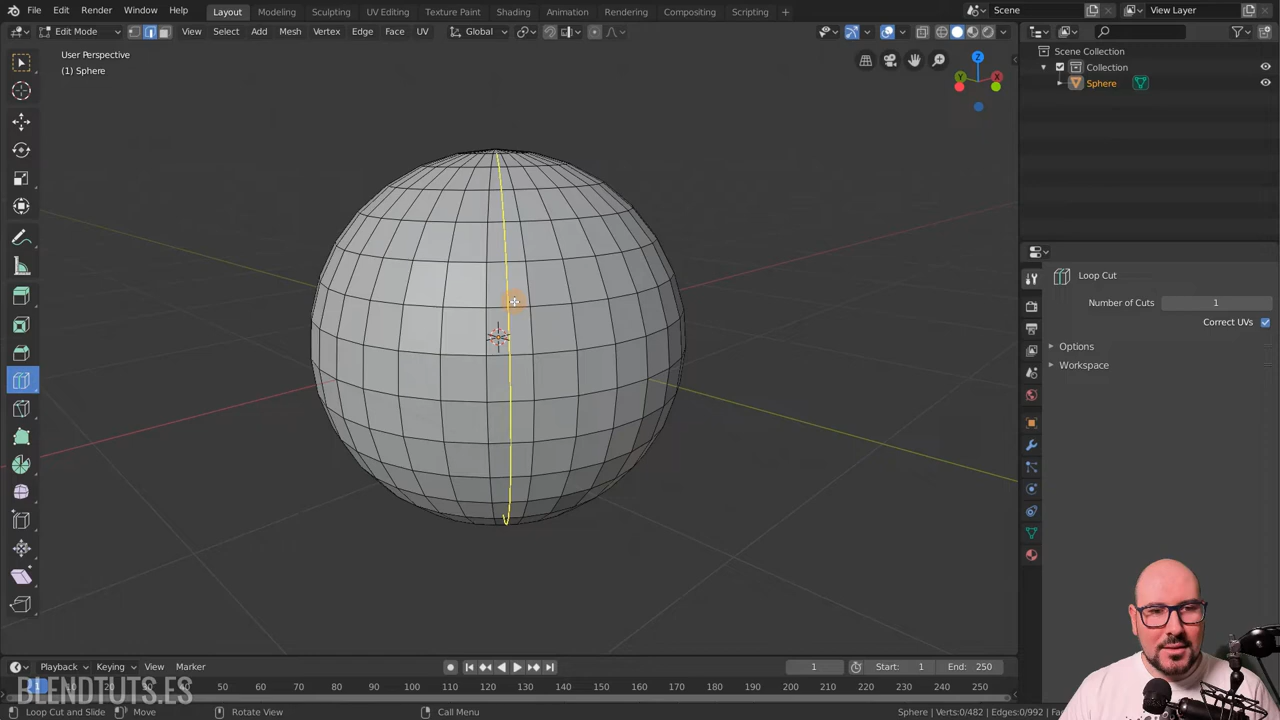 File Edit Render Window Help Layout Modeling Sculpting UV Editing Texture Paint Shading Animation Rendering Compositing Scripting + Scene View Layer
Edit Mode View Select Add Mesh Vertex Edge Face UV Global
User Perspective
(1) Sphere
Z
Y
X
Scene Collection
Collection
Sphere
Loop Cut
Number of Cuts 1
Correct UVs
Options
Workspace
Playback Keying View Marker 1 Start: 1 End: 250
1 50 60 70 80 90 100 110 120 130 140 150 160 170 180 190 200 210 220 230 240 250
BLENDTUTS.ES
Loop Cut and Slide Move Rotate View Call Menu Sphere | Verts:0/482 | Edges:0/992 |